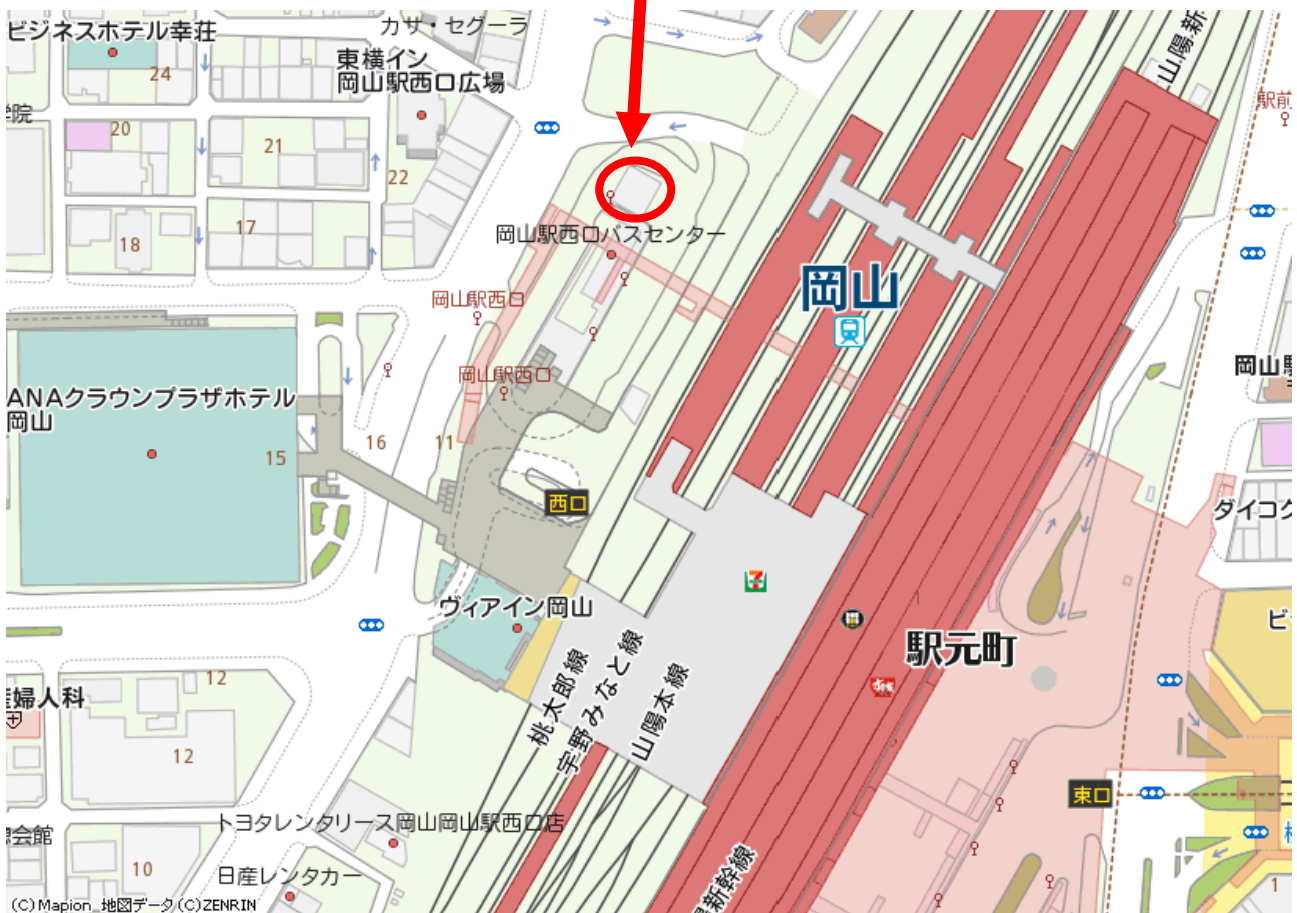 ビジネスホテル幸荘
カサ・セグーラ
24
東横イン
岡山駅西口広場
山陽新
駅前
学院
20
21
22
18
17
岡山駅西口バスセンター
岡山
岡山駅西口
岡山駅西口
岡山駅
ANAクラウンプラザホテル
岡山
15
16
11
西口
ダイコク
7
ヴィアイン岡山
1
駅元町
ビ
桃太郎線
宇野みなと線
山陽本線
産婦人科
12
12
東口
トヨタレンタリース岡山岡山駅西口店
会館
10
日産レンタカー
陽新幹線
1
(C)Mapion 地図データ(C)ZENRIN